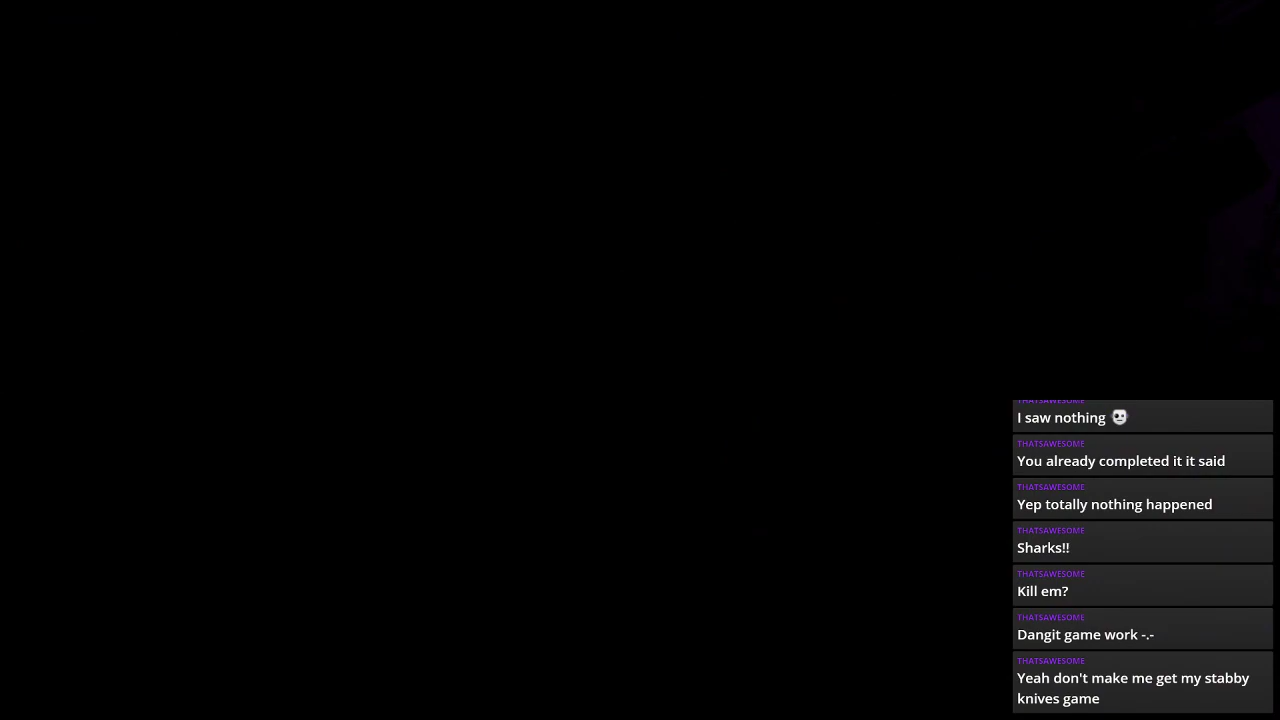 THATSAWESOME
I saw nothing
THATSAWESOME
You already completed it it said
THATSAWESOME
Yep totally nothing happened
THATSAWESOME
Sharks!!
THATSAWESOME
Kill em?
THATSAWESOME
Dangit game work -.-
THATSAWESOME
Yeah don't make me get my stabby
knives game